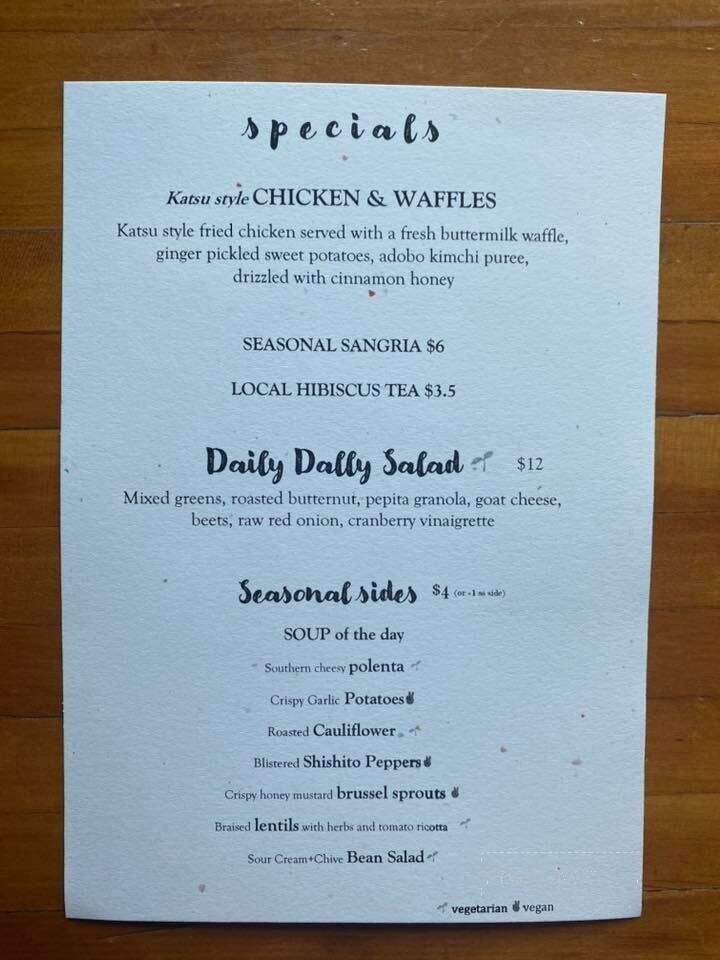 specials
Katsu style CHICKEN & WAFFLES
Katsu style fried chicken served with a fresh buttermilk waffle,
ginger pickled sweet potatoes, adobo kimchi puree,
drizzled with cinnamon honey
SEASONAL SANGRIA $6
LOCAL HIBISCUS TEA $3.5
Daily Dally Salad $12
Mixed greens, roasted butternut, pepita granola, goat cheese,
beets, raw red onion, cranberry vinaigrette
Seasonal sides $4 (or +1 as side)
SOUP of the day
Southern cheesy polenta
Crispy Garlic Potatoes
Roasted Cauliflower
Blistered Shishito Peppers
Crispy honey mustard brussel sprouts
Braised lentils with herbs and tomato ricotta
Sour Cream+Chive Bean Salad
vegetarian vegan